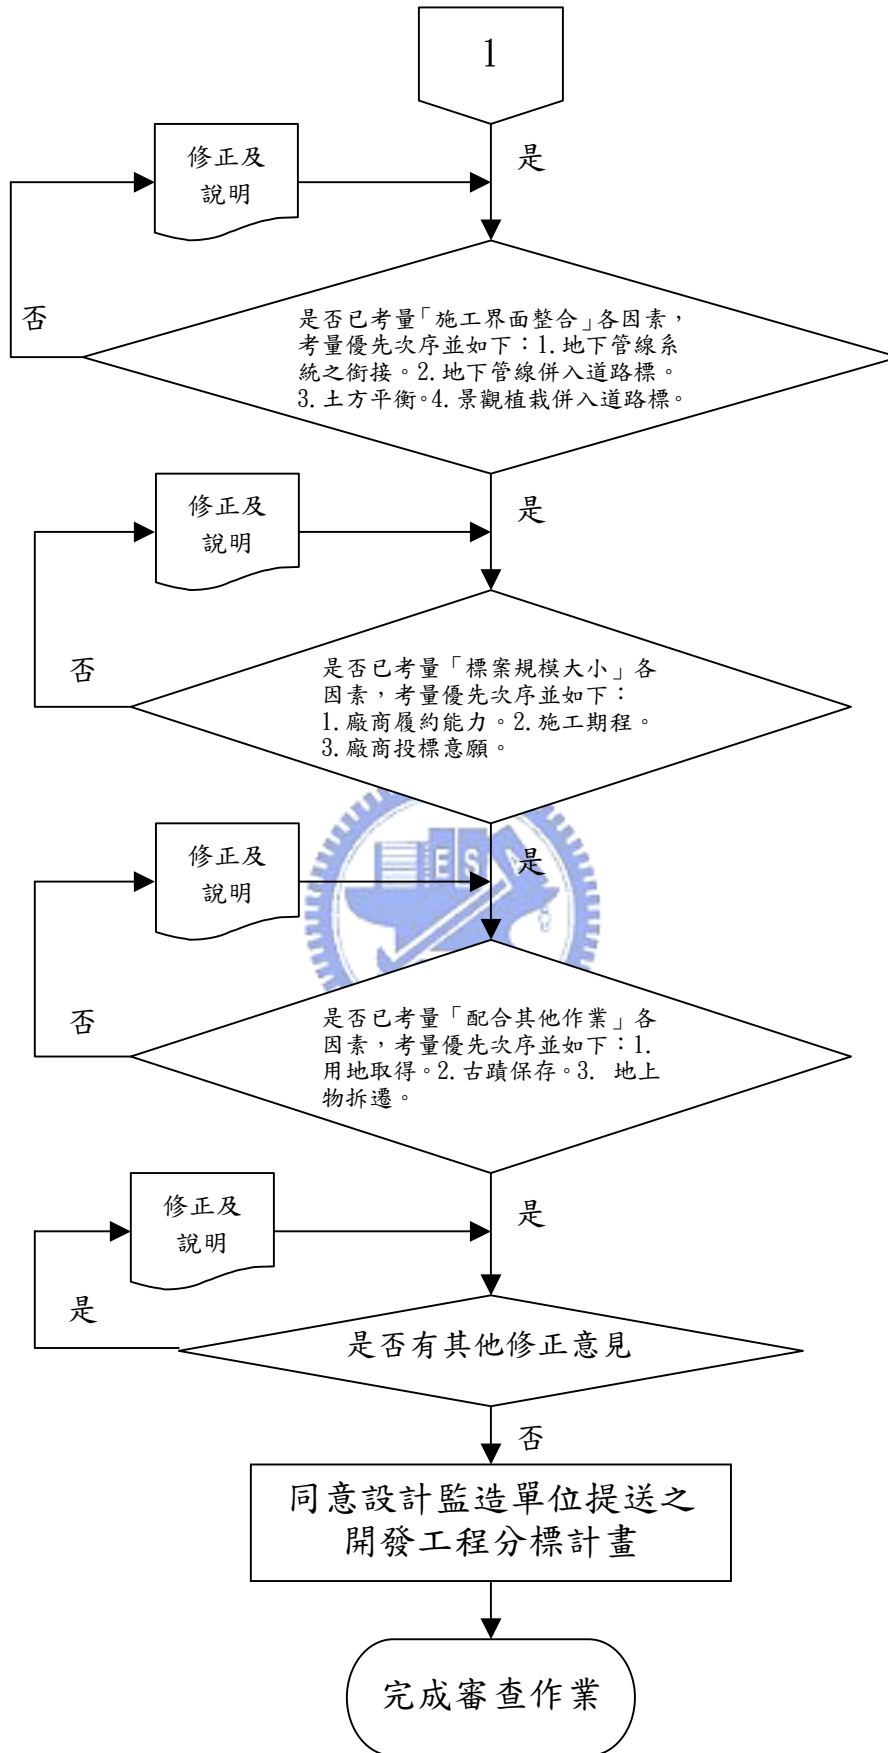 1
是
修正及
說明
否
是否已考量「施工界面整合」各因素，
考量優先次序並如下：1.地下管線系
統之銜接。2.地下管線併入道路標。
3.土方平衡。4.景觀植栽併入道路標。
是
修正及
說明
否
是否已考量「標案規模大小」各
因素，考量優先次序並如下：
1.廠商履約能力。2.施工期程。
3.廠商投標意願。
是
修正及
說明
ES
否
是否已考量「配合其他作業」各
因素，考量優先次序並如下：1.
用地取得。2.古蹟保存。3. 地上
物拆遷。
是
修正及
說明
是
是否有其他修正意見
否
同意設計監造單位提送之
開發工程分標計畫
完成審查作業